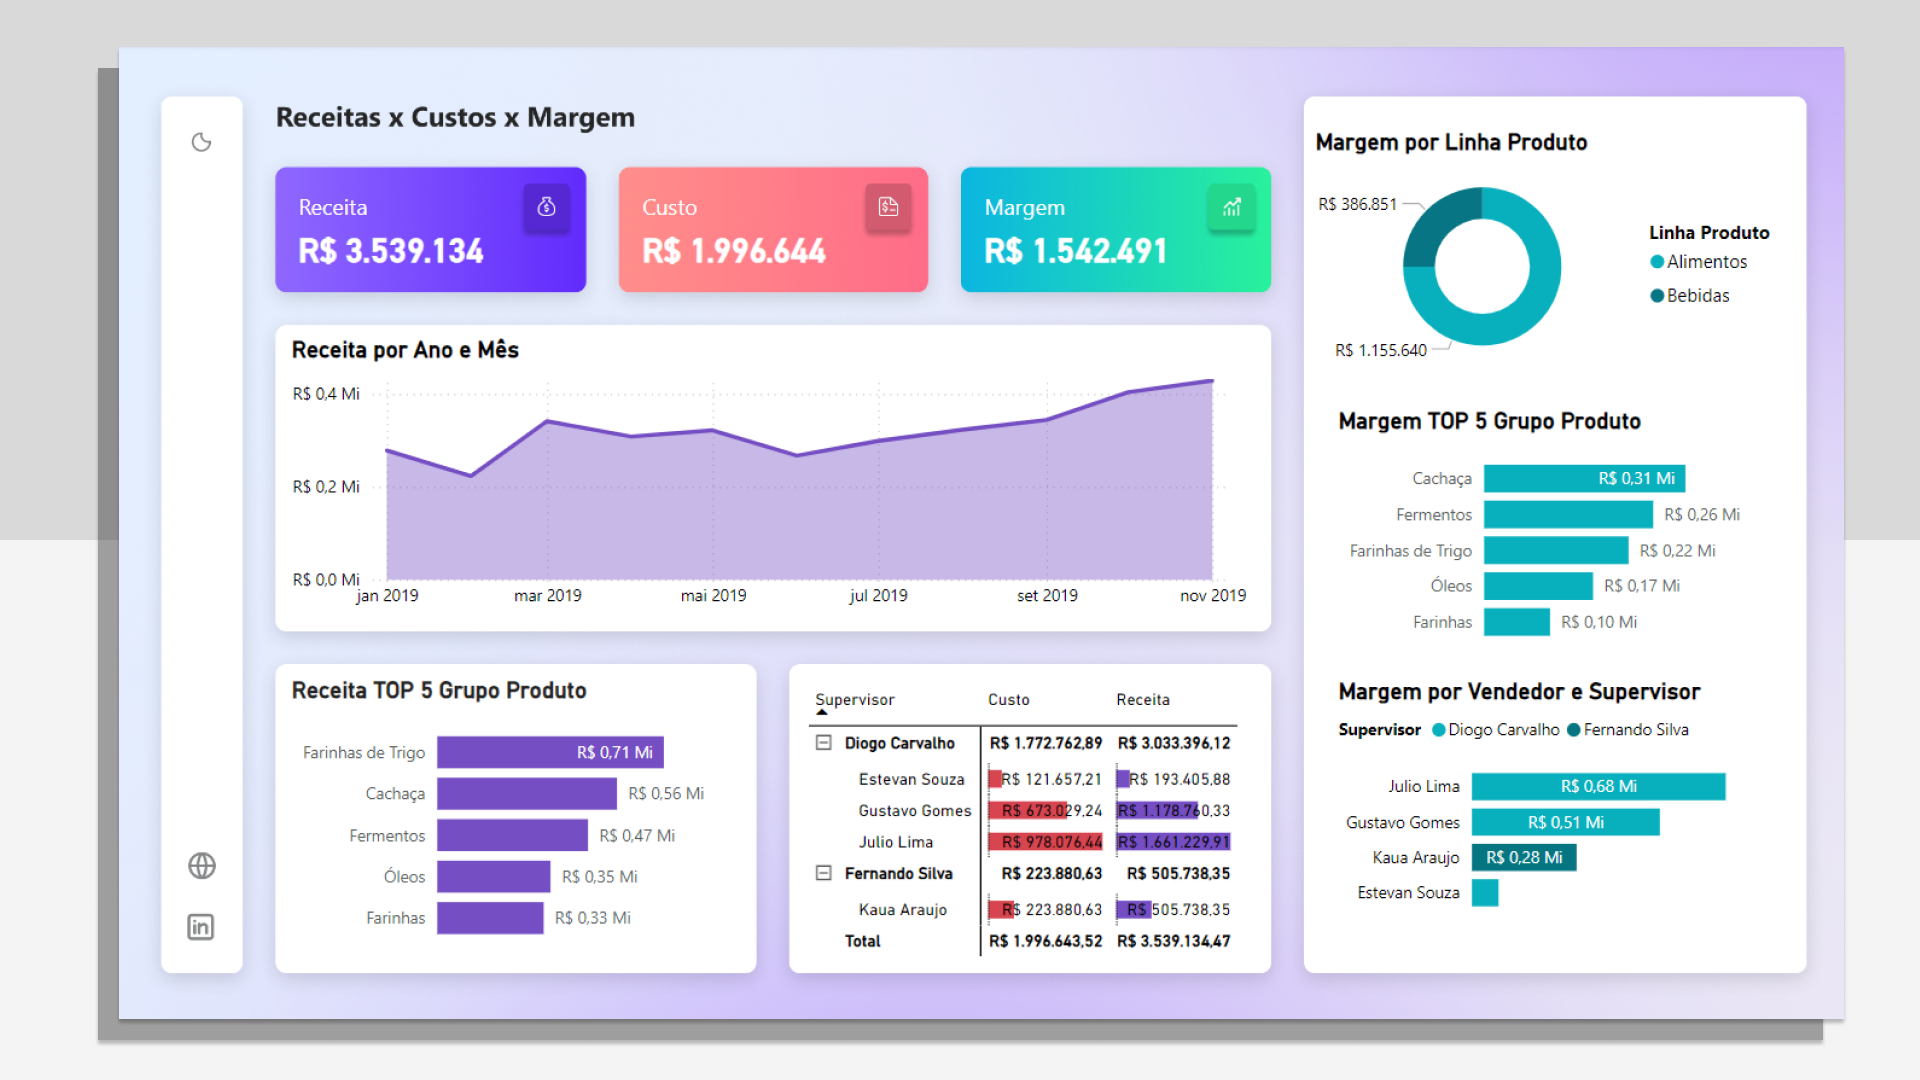 Receitas x Custos x Margem
Receita
R$ 3.539.134
Custo
R$ 1.996.644
Margem
R$ 1.542.491
Receita por Ano e Mês
R$ 0,4 Mi
R$ 0,2 Mi
R$ 0,0 Mi
jan 2019 mar 2019 mai 2019 jul 2019 set 2019 nov 2019
Receita TOP 5 Grupo Produto
Farinhas de Trigo R$ 0,71 Mi
Cachaça R$ 0,56 Mi
Fermentos R$ 0,47 Mi
Óleos R$ 0,35 Mi
Farinhas R$ 0,33 Mi
Supervisor Custo Receita
Diogo Carvalho R$ 1.772.762,89 R$ 3.033.396,12
Estevan Souza R$ 121.657,21 R$ 193.405,88
Gustavo Gomes R$ 673.029,24 R$ 1.178.760,33
Julio Lima R$ 978.076,44 R$ 1.661.229,91
Fernando Silva R$ 223.880,63 R$ 505.738,35
Kaua Araujo R$ 223.880,63 R$ 505.738,35
Total R$ 1.996.643,52 R$ 3.539.134,47
Margem por Linha Produto
R$ 386.851
R$ 1.155.640
Linha Produto
Alimentos
Bebidas
Margem TOP 5 Grupo Produto
Cachaça R$ 0,31 Mi
Fermentos R$ 0,26 Mi
Farinhas de Trigo R$ 0,22 Mi
Óleos R$ 0,17 Mi
Farinhas R$ 0,10 Mi
Margem por Vendedor e Supervisor
Supervisor Diogo Carvalho Fernando Silva
Julio Lima R$ 0,68 Mi
Gustavo Gomes R$ 0,51 Mi
Kaua Araujo R$ 0,28 Mi
Estevan Souza
in